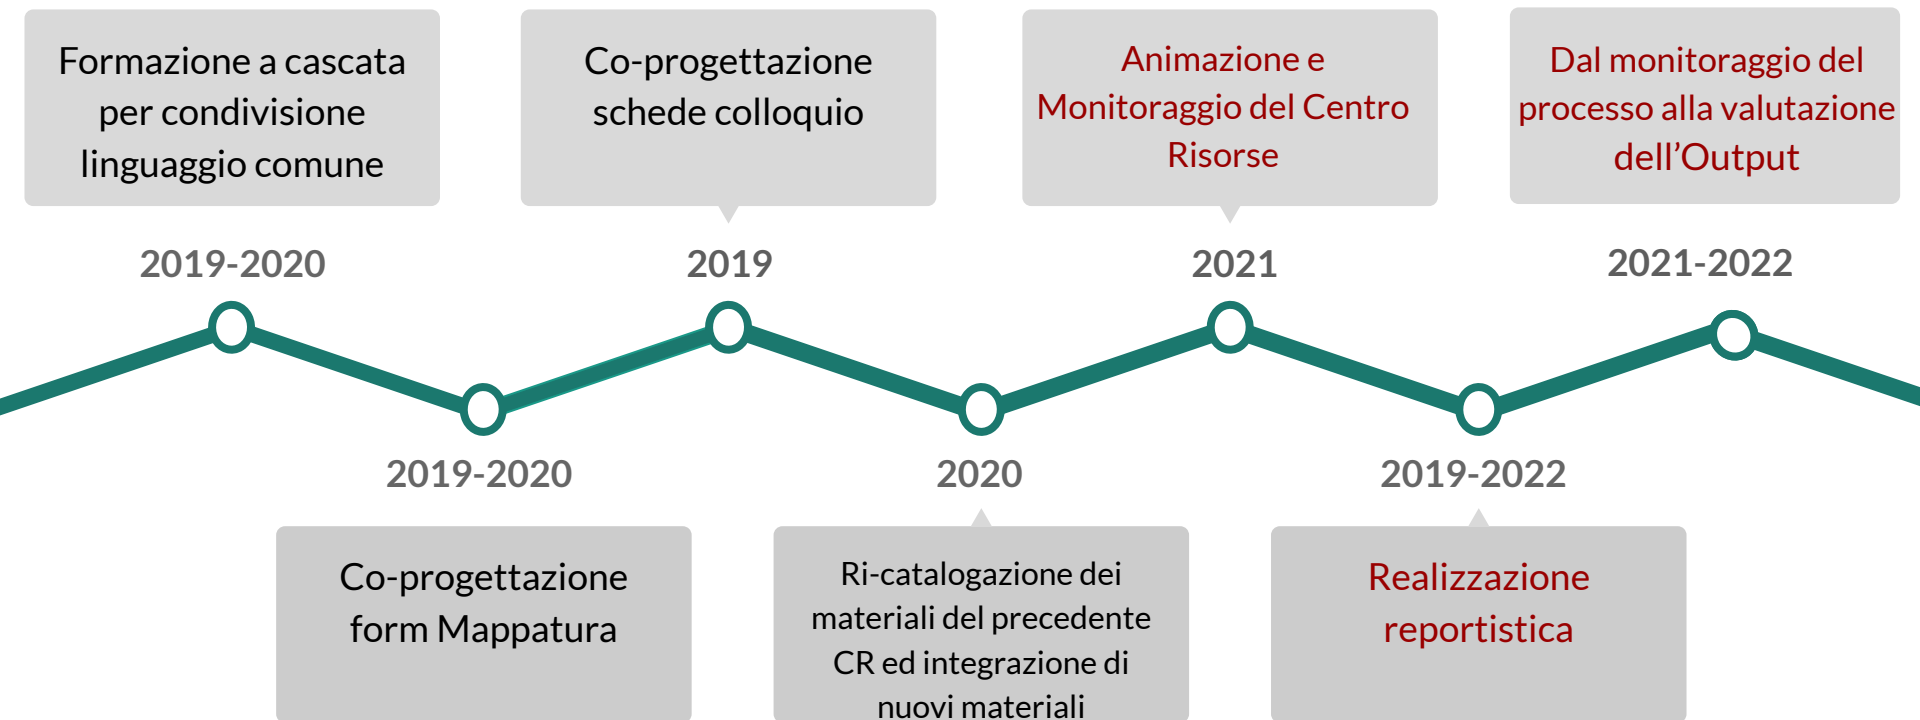 Formazione a cascata
per condivisione
linguaggio comune
Co-progettazione
schede colloquio
Animazione e
Monitoraggio del Centro
Risorse
Dal monitoraggio del
processo alla valutazione
dell’Output
2019-2020
2019
2021
2021-2022
2019-2020
2020
2019-2022
Co-progettazione
form Mappatura
Ri-catalogazione dei
materiali del precedente
CR ed integrazione di
nuovi materiali
Realizzazione
reportistica